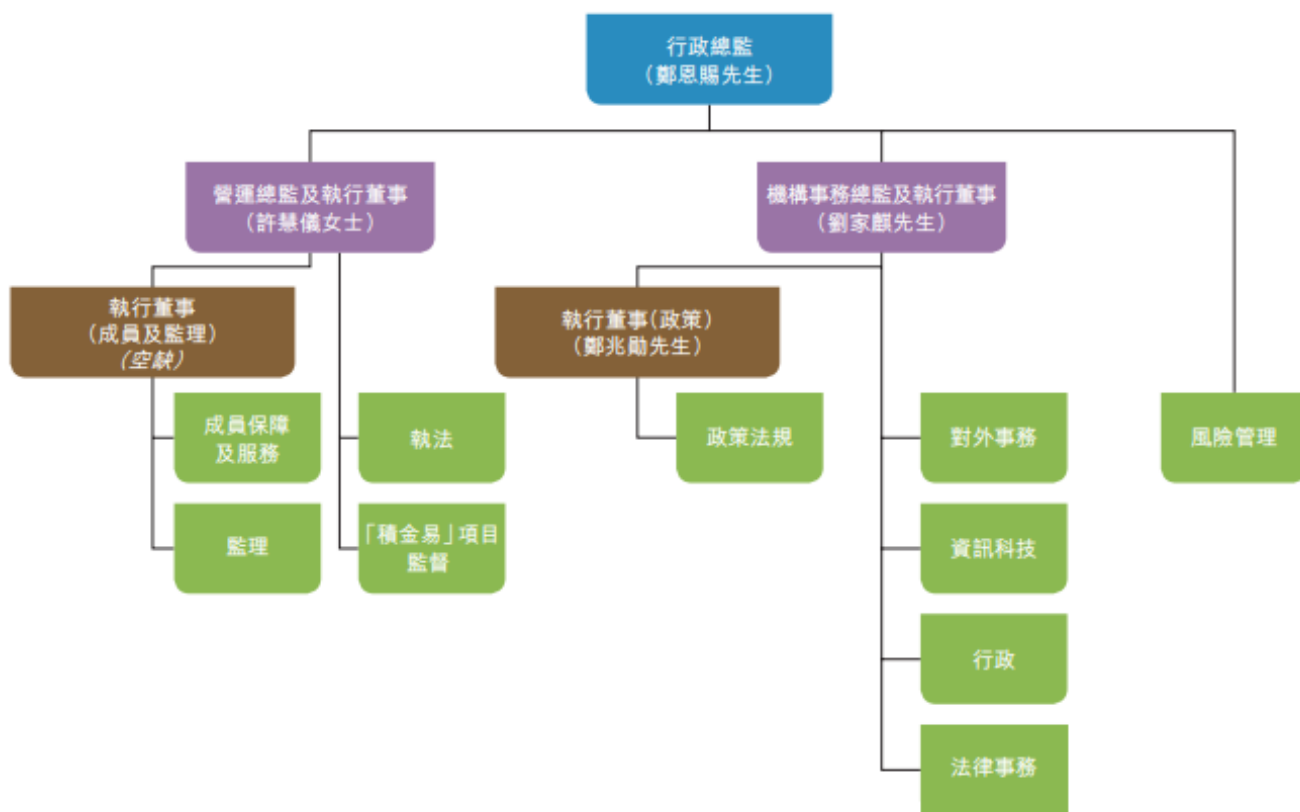 行政總監
（鄭恩賜先生）
營運總監及執行董事
（許慧儀女士）
機構事務總監及執行董事
（劉家麒先生）
執行董事
（成員及監理）
（空缺）
執行董事（政策）
（鄭兆勛先生）
成員保障
及服務
執法
政策法規
對外事務
風險管理
監理
「積金易」項目
監督
資訊科技
行政
法律事務